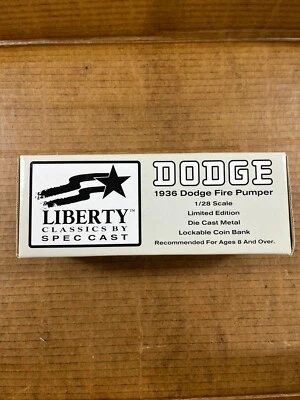 LIBERTY™
CLASSICS BY
SPEC CAST
DODGE
1936 Dodge Fire Pumper
1/28 Scale
Limited Edition
Die Cast Metal
Lockable Coin Bank
Recommended For Ages 8 And Over.